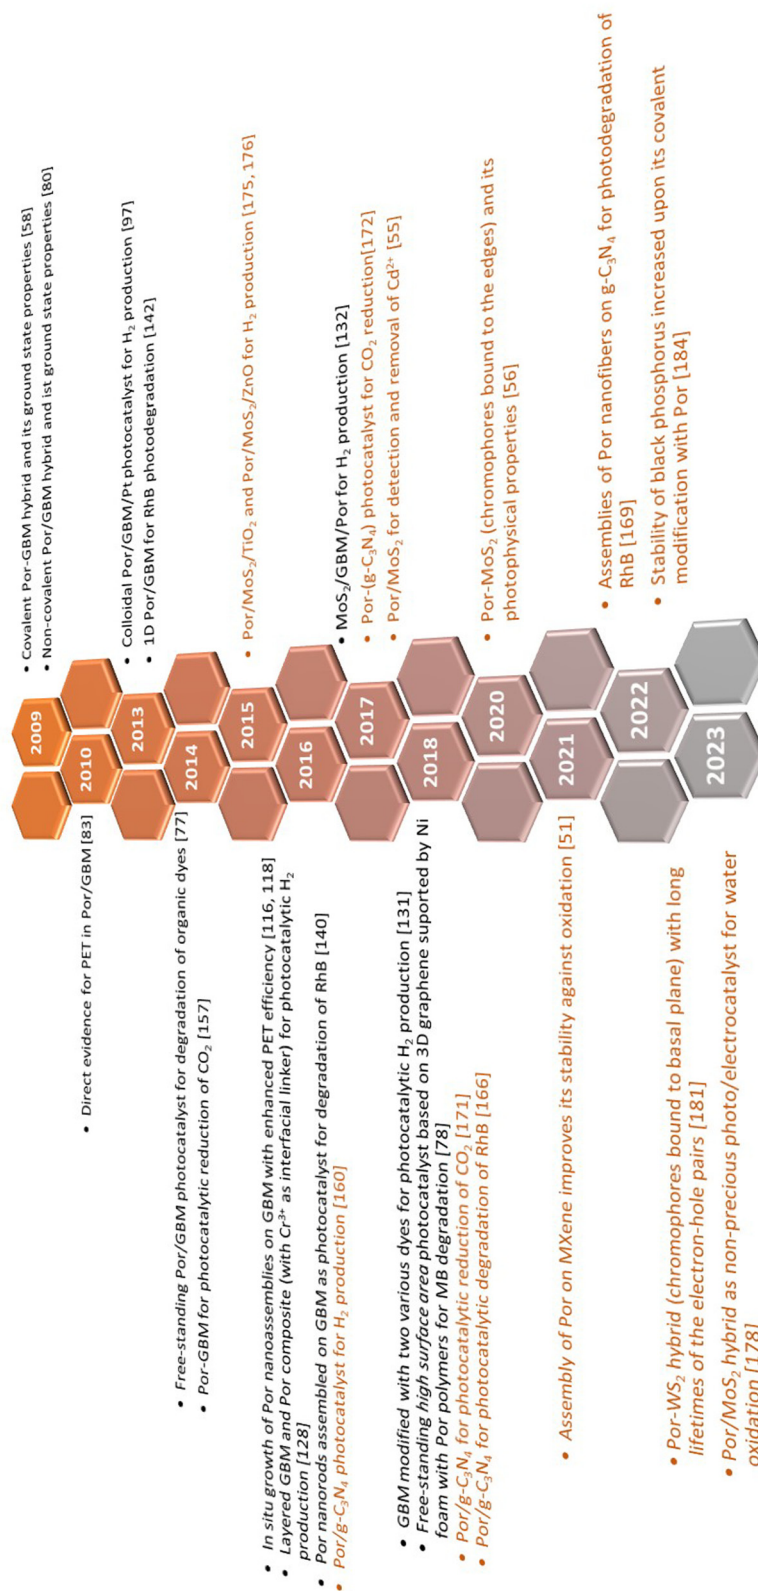 2009
• Covalent Por-GBM hybrid and its ground state properties [58]
• Non-covalent Por/GBM hybrid and ist ground state properties [80]
2010
• Direct evidence for PET in Por/GBM [83]
2013
• Colloidal Por/GBM/Pt photocatalyst for H₂ production [97]
• 1D Por/GBM for RhB photodegradation [142]
2014
• Free-standing Por/GBM photocatalyst for degradation of organic dyes [77]
• Por-GBM for photocatalytic reduction of CO₂ [157]
2015
• Por/MoS₂/TiO₂ and Por/MoS₂/ZnO for H₂ production [175, 176]
2016
• In situ growth of Por nanoassemblies on GBM with enhanced PET efficiency [116, 118]
• Layered GBM and Por composite (with Cr³⁺ as interfacial linker) for photocatalytic H₂
production [128]
• Por nanorods assembled on GBM as photocatalyst for degradation of RhB [140]
• Por/g-C₃N₄ photocatalyst for H₂ production [160]
2017
• MoS₂/GBM/Porfor H₂ production [132]
• Por-(g-C₃N₄) photocatalyst for CO₂ reduction[172]
• Por/MoS₂ for detection and removal of Cd²⁺ [55]
2018
• GBM modified with two various dyes for photocatalytic H₂ production [131]
• Free-standing high surface area photocatalyst based on 3D graphene suported by Ni
foam with Por polymers for MB degradation [78]
• Por/g-C₃N₄ for photocatalytic reduction of CO₂ [171]
• Por/g-C₃N₄ for photocatalytic degradation of RhB [166]
2020
• Por-MoS₂ (chromophores bound to the edges) and its
photophysical properties [56]
2021
• Assembly of Por on MXene improves its stability against oxidation [51]
2022
• Assemblies of Por nanofibers on g-C₃N₄ for photodegradation of
RhB [169]
• Stability of black phosphorus increased upon its covalent
modification with Por [184]
2023
• Por-WS₂ hybrid (chromophores bound to basal plane) with long
lifetimes of the electron-hole pairs [181]
• Por/MoS₂ hybrid as non-precious photo/electrocatalyst for water
oxidation [178]